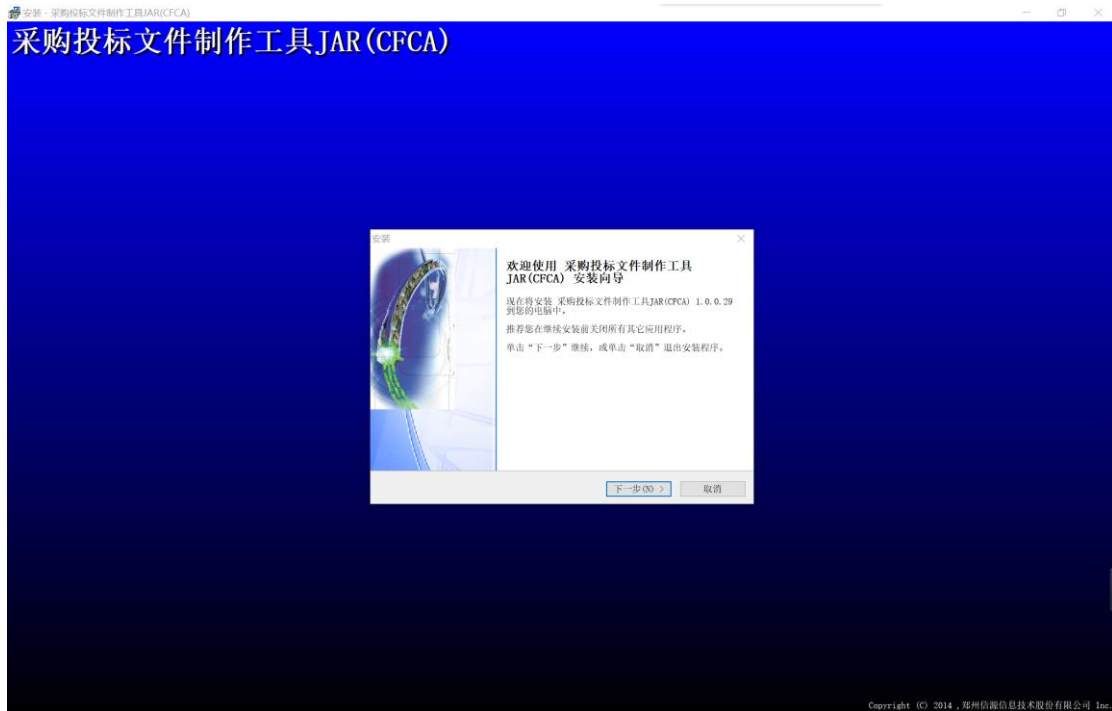 安装 - 采购投标文件制作工具JAR(CFCA)
采购投标文件制作工具JAR(CFCA)
安装
欢迎使用 采购投标文件制作工具
JAR(CFCA) 安装向导
现在将安装 采购投标文件制作工具JAR(CFCA) 1.0.0.29
到您的电脑中。
推荐您在继续安装前关闭所有其它应用程序。
单击“下一步”继续，或单击“取消”退出安装程序。
下一步(N) >
取消
Copyright (C) 2014 , 郑州信源信息技术股份有限公司 Inc.